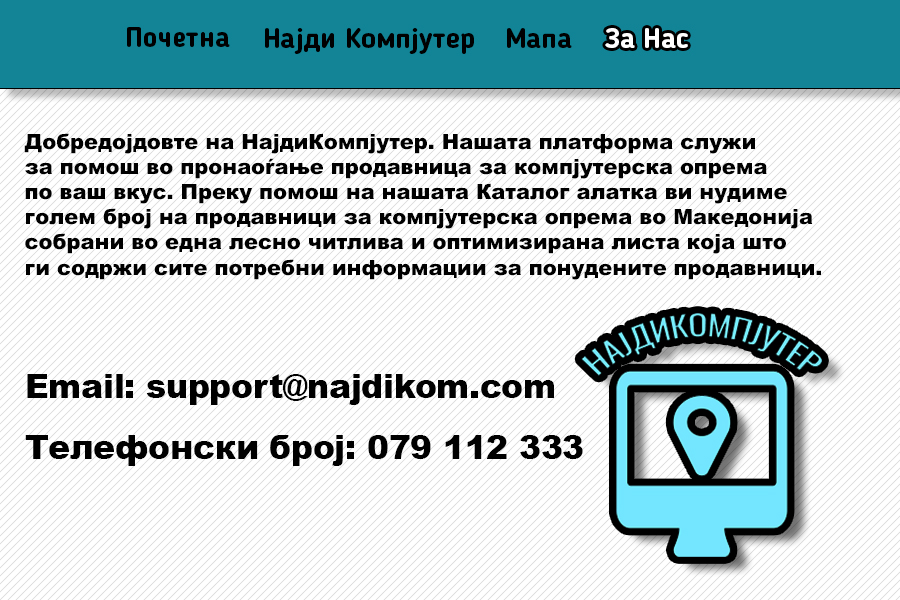 Почетна Најди Компјутер Мапа За Нас
Добредојдовте на НајдиКомпјутер. Нашата платформа служи
за помош во пронаоѓање продавница за компјутерска опрема
по ваш вкус. Преку помош на нашата Каталог алатка ви нудиме
голем број на продавници за компјутерска опрема во Македонија
собрани во една лесно читлива и оптимизирана листа која што
ги содржи сите потребни информации за понудените продавници.
НАЈДИКОМПЈУТЕР
Email: support@najdikom.com
Телефонски број: 079 112 333